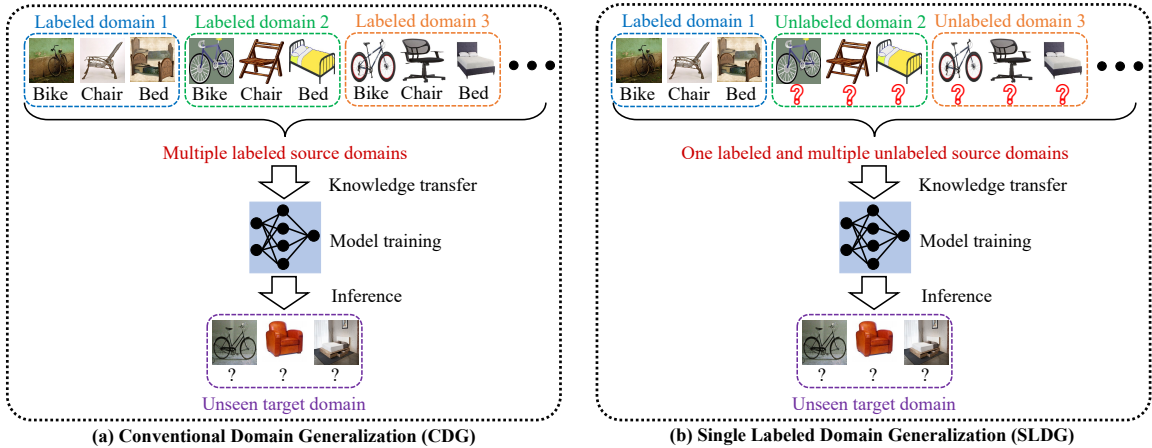 Labeled domain 1 Labeled domain 2 Labeled domain 3
Bike Chair Bed Bike Chair Bed Bike Chair Bed
Multiple labeled source domains
Knowledge transfer
Model training
Inference
? ? ?
Unseen target domain
(a) Conventional Domain Generalization (CDG)
Labeled domain 1 Unlabeled domain 2 Unlabeled domain 3
Bike Chair Bed ? ? ? ? ? ?
One labeled and multiple unlabeled source domains
Knowledge transfer
Model training
Inference
? ? ?
Unseen target domain
(b) Single Labeled Domain Generalization (SLDG)